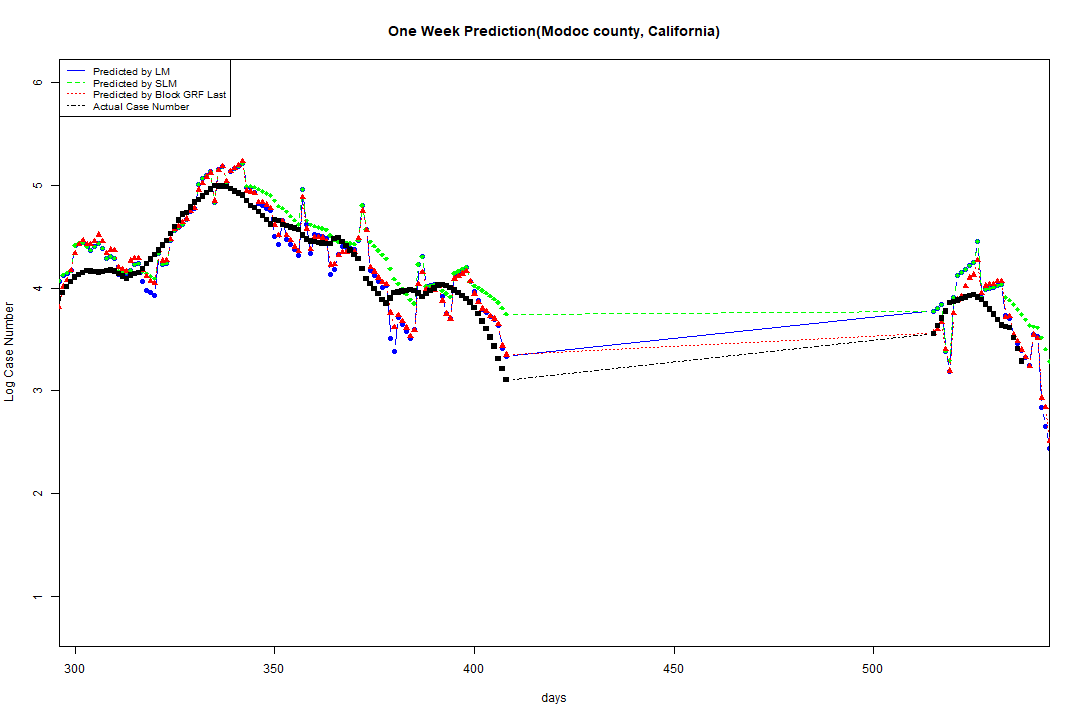 One Week Prediction(Modoc county, California)
Predicted by LM
Predicted by SLM
Predicted by Block GRF Last
Actual Case Number
6
5
4
3
2
1
Log Case Number
300 350 400 450 500
days